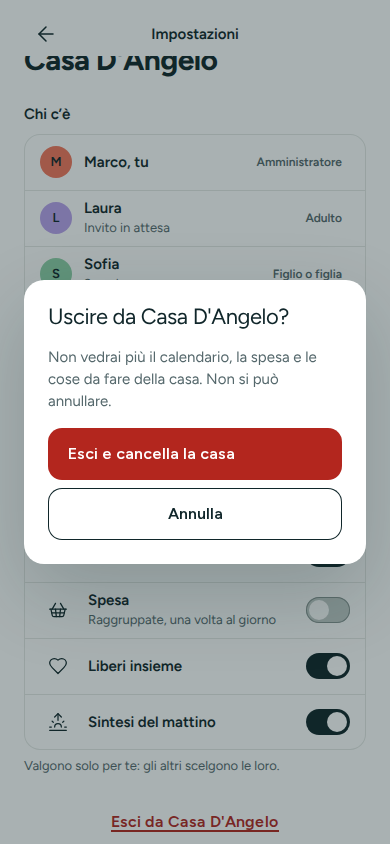 Impostazioni
Casa D'Angelo
Chi c'è
M
Marco, tu
Amministratore
L
Laura
Invito in attesa
Adulto
S
Sofia
Figlio o figlia
Uscire da Casa D'Angelo?
Non vedrai più il calendario, la spesa e le
cose da fare della casa. Non si può
annullare.
Esci e cancella la casa
Annulla
Spesa
Raggruppate, una volta al giorno
Liberi insieme
Sintesi del mattino
Valgono solo per te: gli altri scelgono le loro.
Esci da Casa D'Angelo